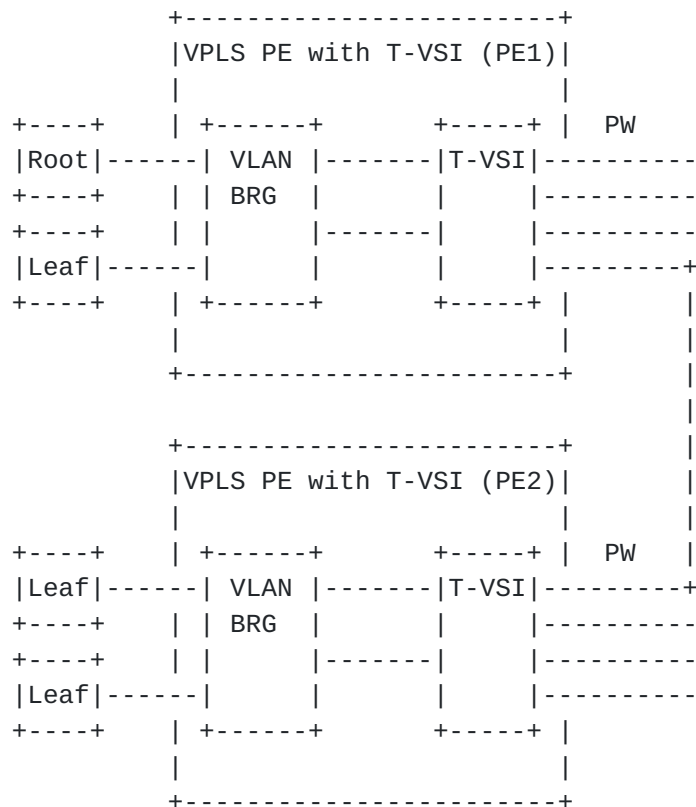 VPLS PE with T-VSI (PE1)
PW
Root VLAN T-VSI
BRG
Leaf
VPLS PE with T-VSI (PE2)
PW
Leaf VLAN T-VSI
BRG
Leaf